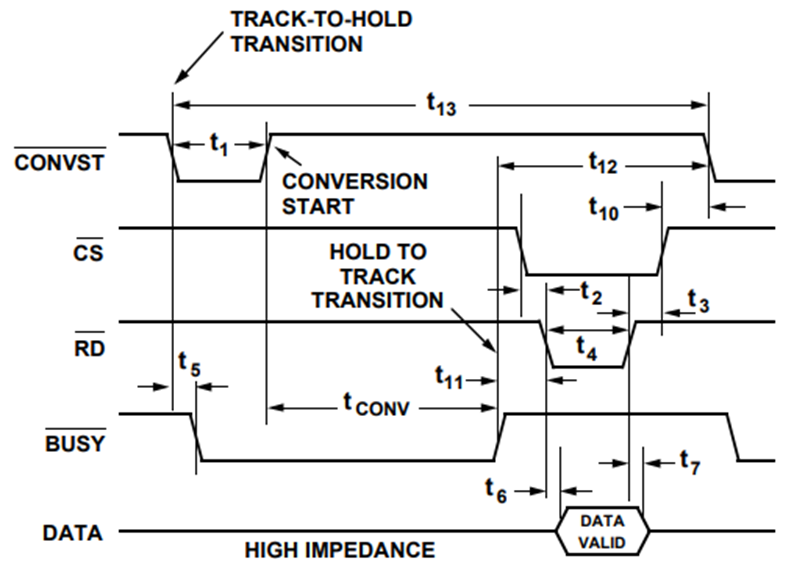 TRACK-TO-HOLD
TRANSITION
t13
CONVST
t1
t12
CONVERSION
START
t10
CS
HOLD TO
TRACK
TRANSITION
t2
t3
RD
t4
t5
t11
tCONV
BUSY
t6
t7
DATA
DATA
VALID
HIGH IMPEDANCE